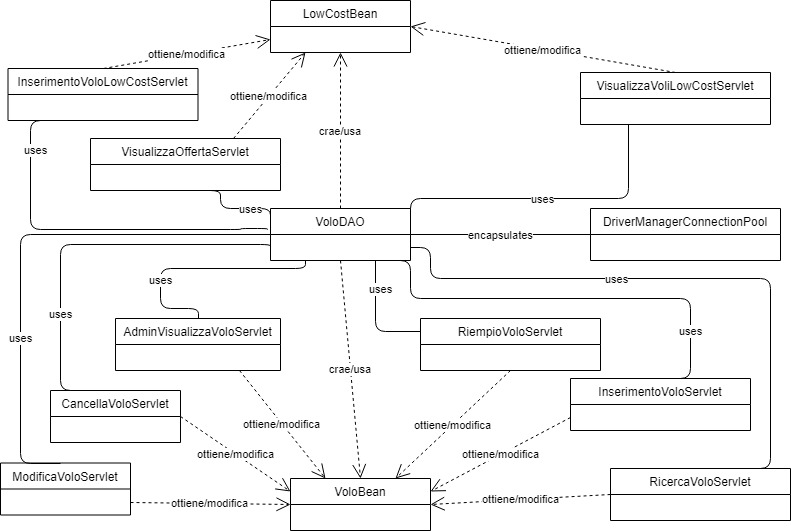 LowCostBean
ottiene/modifica
ottiene/modifica
InserimentoVoloLowCostServlet
VisualizzaVoliLowCostServlet
ottiene/modifica
crae/usa
uses
VisualizzaOffertaServlet
uses
uses
VoloDAO
DriverManagerConnectionPool
encapsulates
uses
uses
uses
uses
AdminVisualizzaVoloServlet
RiempioVoloServlet
uses
uses
crae/usa
InserimentoVoloServlet
CancellaVoloServlet
ottiene/modifica
ottiene/modifica
ottiene/modifica
ottiene/modifica
ModificaVoloServlet
RicercaVoloServlet
VoloBean
ottiene/modifica
ottiene/modifica